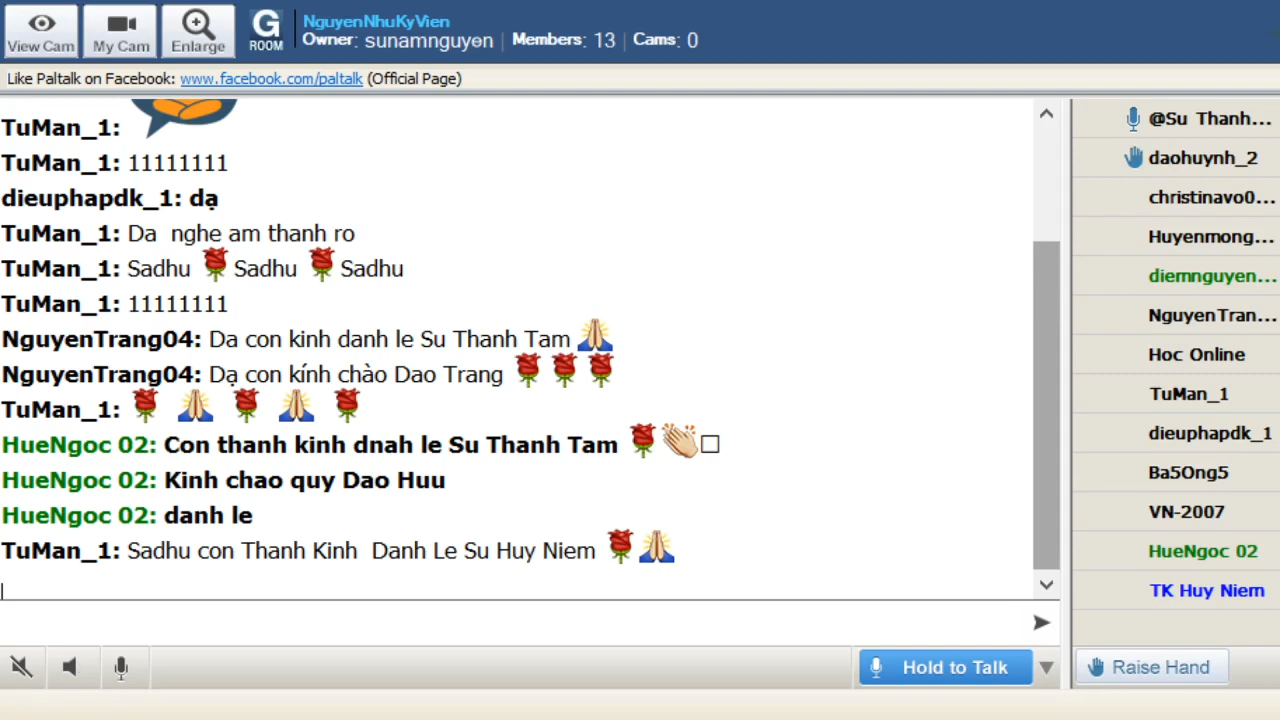 View Cam
My Cam
Enlarge
G
ROOM
NguyenNhuKyVien
Owner: sunamnguyen | Members: 13 | Cams: 0
Like Paltalk on Facebook: www.facebook.com/paltalk (Official Page)
TuMan_1:
TuMan_1: 11111111
dieuphapdk_1: dạ
TuMan_1: Da nghe am thanh ro
TuMan_1: Sadhu Sadhu Sadhu
TuMan_1: 11111111
NguyenTrang04: Da con kinh danh le Su Thanh Tam
NguyenTrang04: Dạ con kính chào Dao Trang
TuMan_1:
HueNgoc 02: Con thanh kinh dnah le Su Thanh Tam
HueNgoc 02: Kinh chao quy Dao Huu
HueNgoc 02: danh le
TuMan_1: Sadhu con Thanh Kinh Danh Le Su Huy Niem
@Su Thanh...
daohuynh_2
christinavo0...
Huyenmong...
diemnguyen...
NguyenTran...
Hoc Online
TuMan_1
dieuphapdk_1
Ba5Ong5
VN-2007
HueNgoc 02
TK Huy Niem
Hold to Talk
Raise Hand